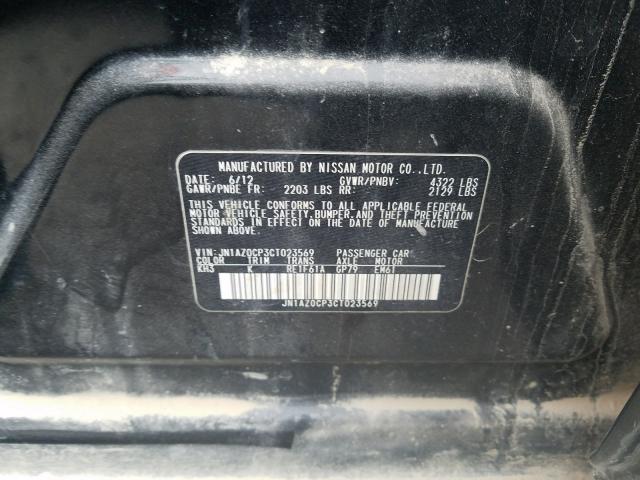 MANUFACTURED BY NISSAN MOTOR CO.,LTD.
DATE: 6/12 GVWR/PNBV: 4322 LBS
GAWR/PNBE FR: 2203 LBS RR: 2129 LBS
THIS VEHICLE CONFORMS TO ALL APPLICABLE FEDERAL
MOTOR VEHICLE SAFETY,BUMPER,AND THEFT PREVENTION
STANDARDS IN EFFECT ON THE DATE OF MANUFACTURE
SHOWN ABOVE.
VIN: JN1AZ0CP3CT023569 PASSENGER CAR
COLOR TRIM TRANS AXLE MOTOR
KH3 K RE1F61A GP79 EM61
JN1AZ0CP3CT023569